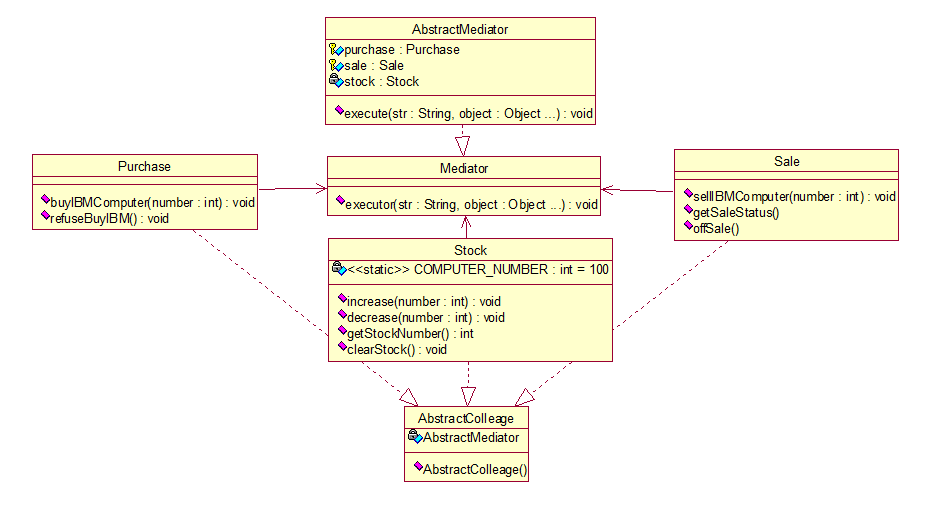 AbstractMediator
purchase : Purchase
sale : Sale
stock : Stock
execute(str : String, object : Object ...) : void
Purchase
buyIBMComputer(number : int) : void
refuseBuyIBM() : void
Mediator
executor(str : String, object : Object ...) : void
Sale
sellIBMComputer(number : int) : void
getSaleStatus()
offSale()
Stock
<<static>> COMPUTER_NUMBER : int = 100
increase(number : int) : void
decrease(number : int) : void
getStockNumber() : int
clearStock() : void
AbstractColleage
AbstractMediator
AbstractColleage()